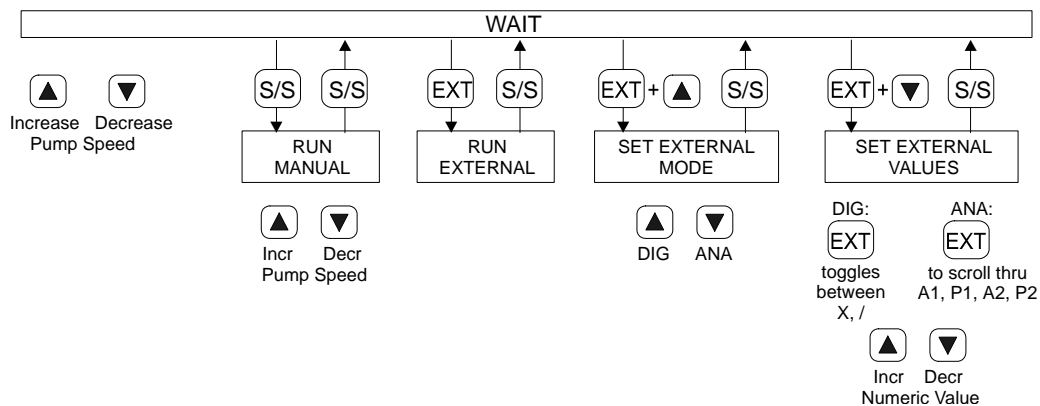 WAIT
S/S S/S EXT S/S EXT + S/S EXT + S/S
Increase Decrease
Pump Speed
RUN
MANUAL
RUN
EXTERNAL
SET EXTERNAL
MODE
SET EXTERNAL
VALUES
Incr Decr
Pump Speed
DIG ANA
DIG:
EXT
toggles
between
X, /
ANA:
EXT
to scroll thru
A1, P1, A2, P2
Incr Decr
Numeric Value